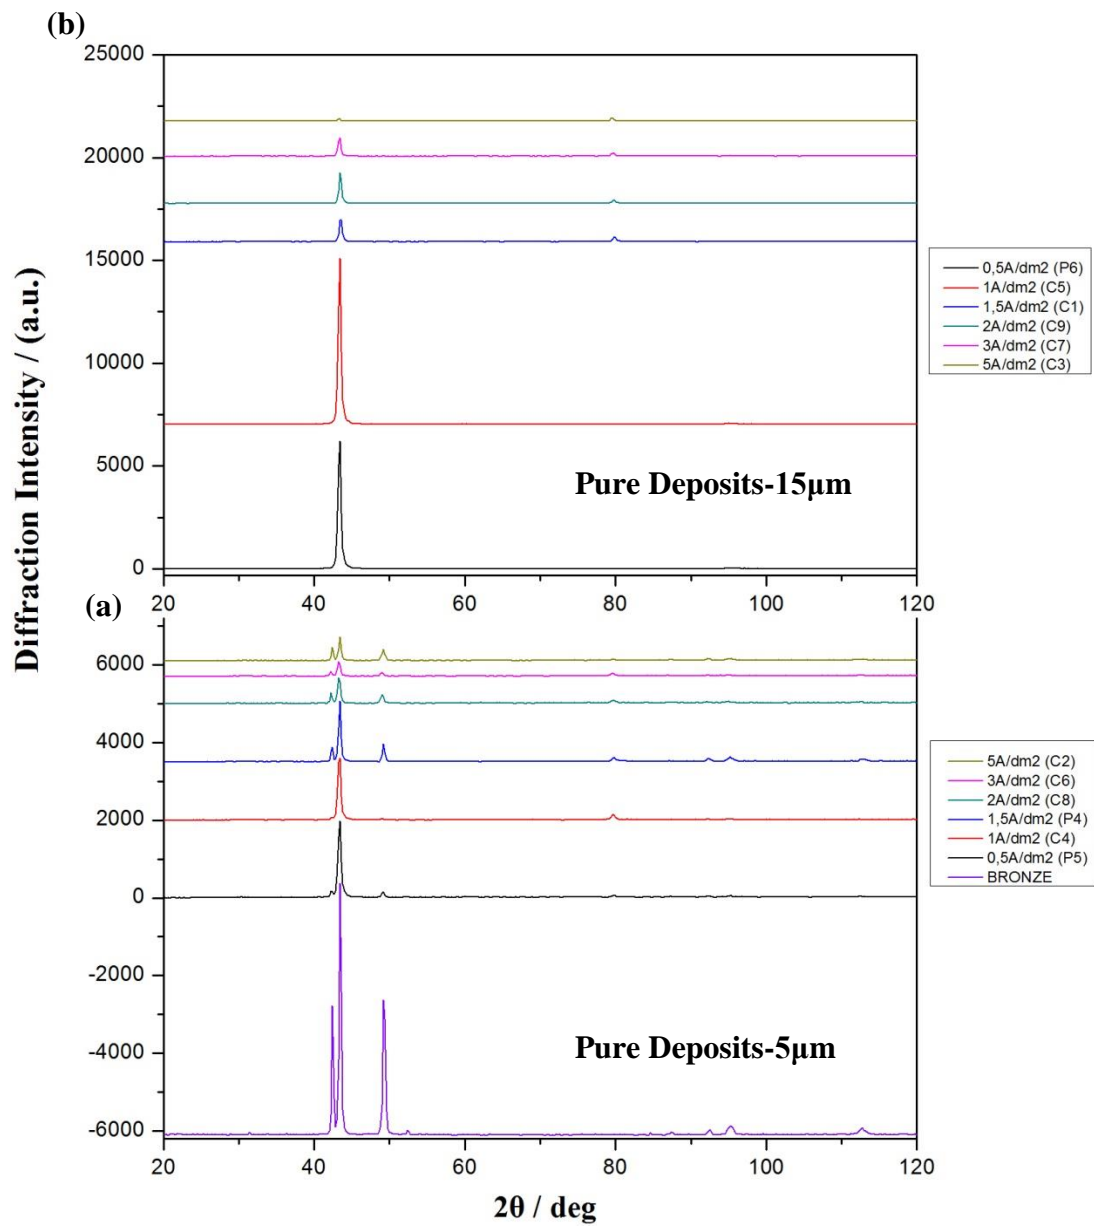 (b)
25000
20000
15000
10000
5000
0
20 40 60 80 100 120
Pure Deposits-15μm
0,5A/dm2 (P6)
1A/dm2 (C5)
1,5A/dm2 (C1)
2A/dm2 (C9)
3A/dm2 (C7)
5A/dm2 (C3)
Diffraction Intensity / (a.u.)
(a)
6000
4000
2000
0
-2000
-4000
-6000
20 40 60 80 100 120
Pure Deposits-5μm
5A/dm2 (C2)
3A/dm2 (C6)
2A/dm2 (C8)
1,5A/dm2 (P4)
1A/dm2 (C4)
0,5A/dm2 (P5)
BRONZE
2θ / deg